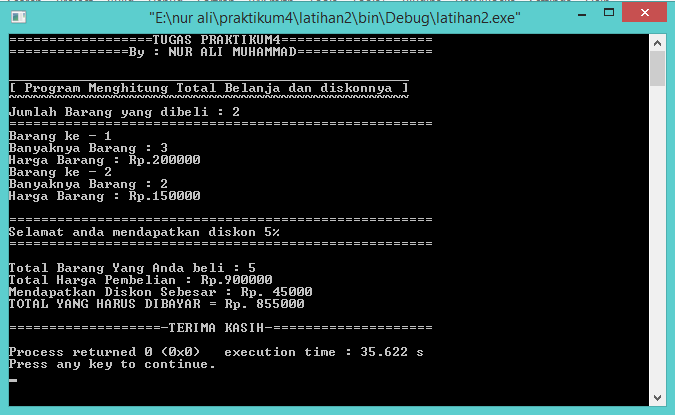 "E:\nur ali\praktikum4\latihan2\bin\Debug\latihan2.exe"
==================TUGAS PRAKTIKUM4===================
===============By : NUR ALI MUHAMMAD=================
[ Program Menghitung Total Belanja dan diskonnya ]
Jumlah Barang yang dibeli : 2
=====================================================
Barang ke - 1
Banyaknya Barang : 3
Harga Barang : Rp.200000
Barang ke - 2
Banyaknya Barang : 2
Harga Barang : Rp.150000
=====================================================
Selamat anda mendapatkan diskon 5%
=====================================================
Total Barang Yang Anda beli : 5
Total Harga Pembelian : Rp.900000
Mendapatkan Diskon Sebesar : Rp. 45000
TOTAL YANG HARUS DIBAYAR = Rp. 855000
===================-TERIMA KASIH-====================
Process returned 0 (0x0)   execution time : 35.622 s
Press any key to continue.